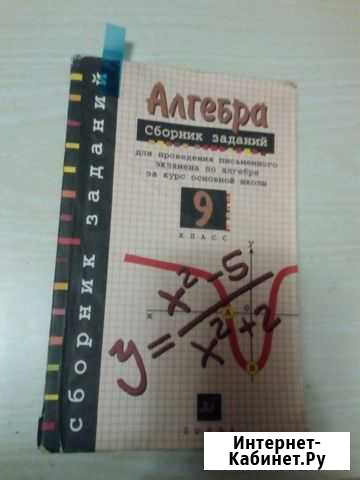 сборник заданий
Алгебра
Сборник заданий
для проведения письменного
экзамена по алгебре
за курс основной школы
9
КЛАСС
y
x
0
A
B
y = x² - 5 / x² + 2
Интернет-
Кабинет.Ру